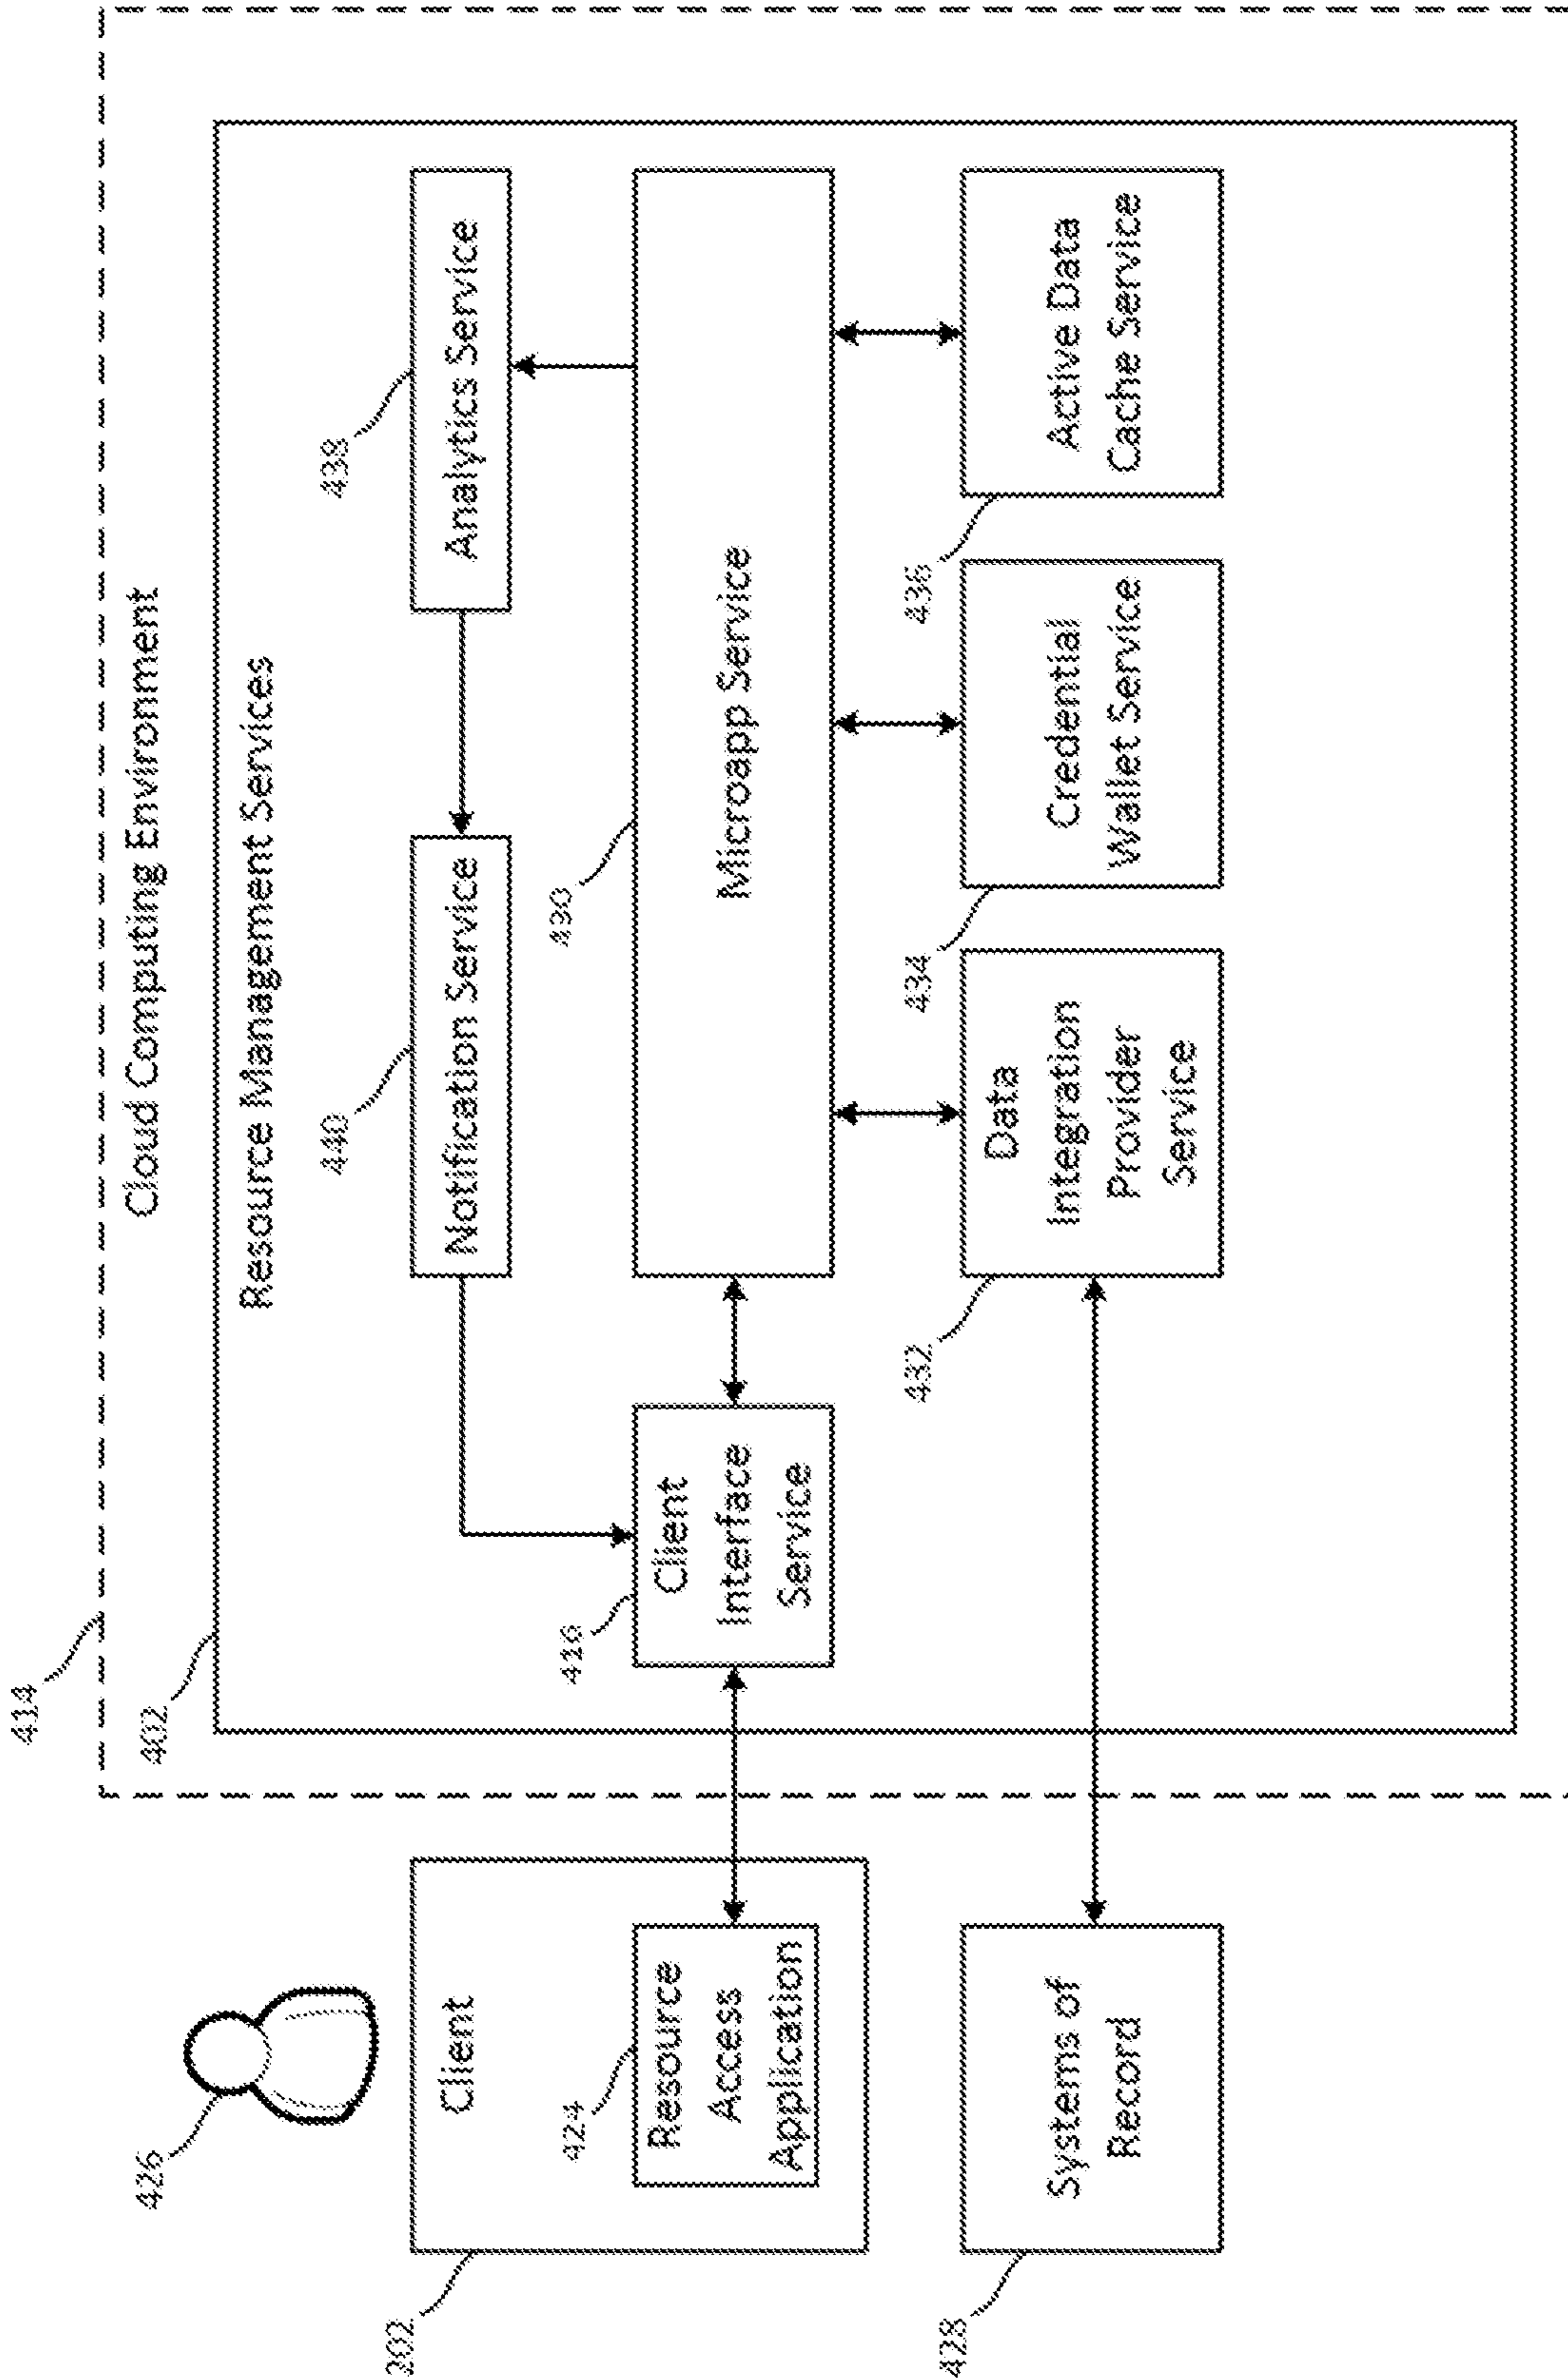 414
Cloud Computing Environment
402
Resource Management Services
426
202
Client
440
Notification Service
438
Analytics Service
424
Resource
Access
Application
416
Client
Interface
Service
430
Microapp Service
428
Systems of
Record
432
Data
Integration
Provider
Service
434
Credential
Wallet Service
436
Active Data
Cache Service